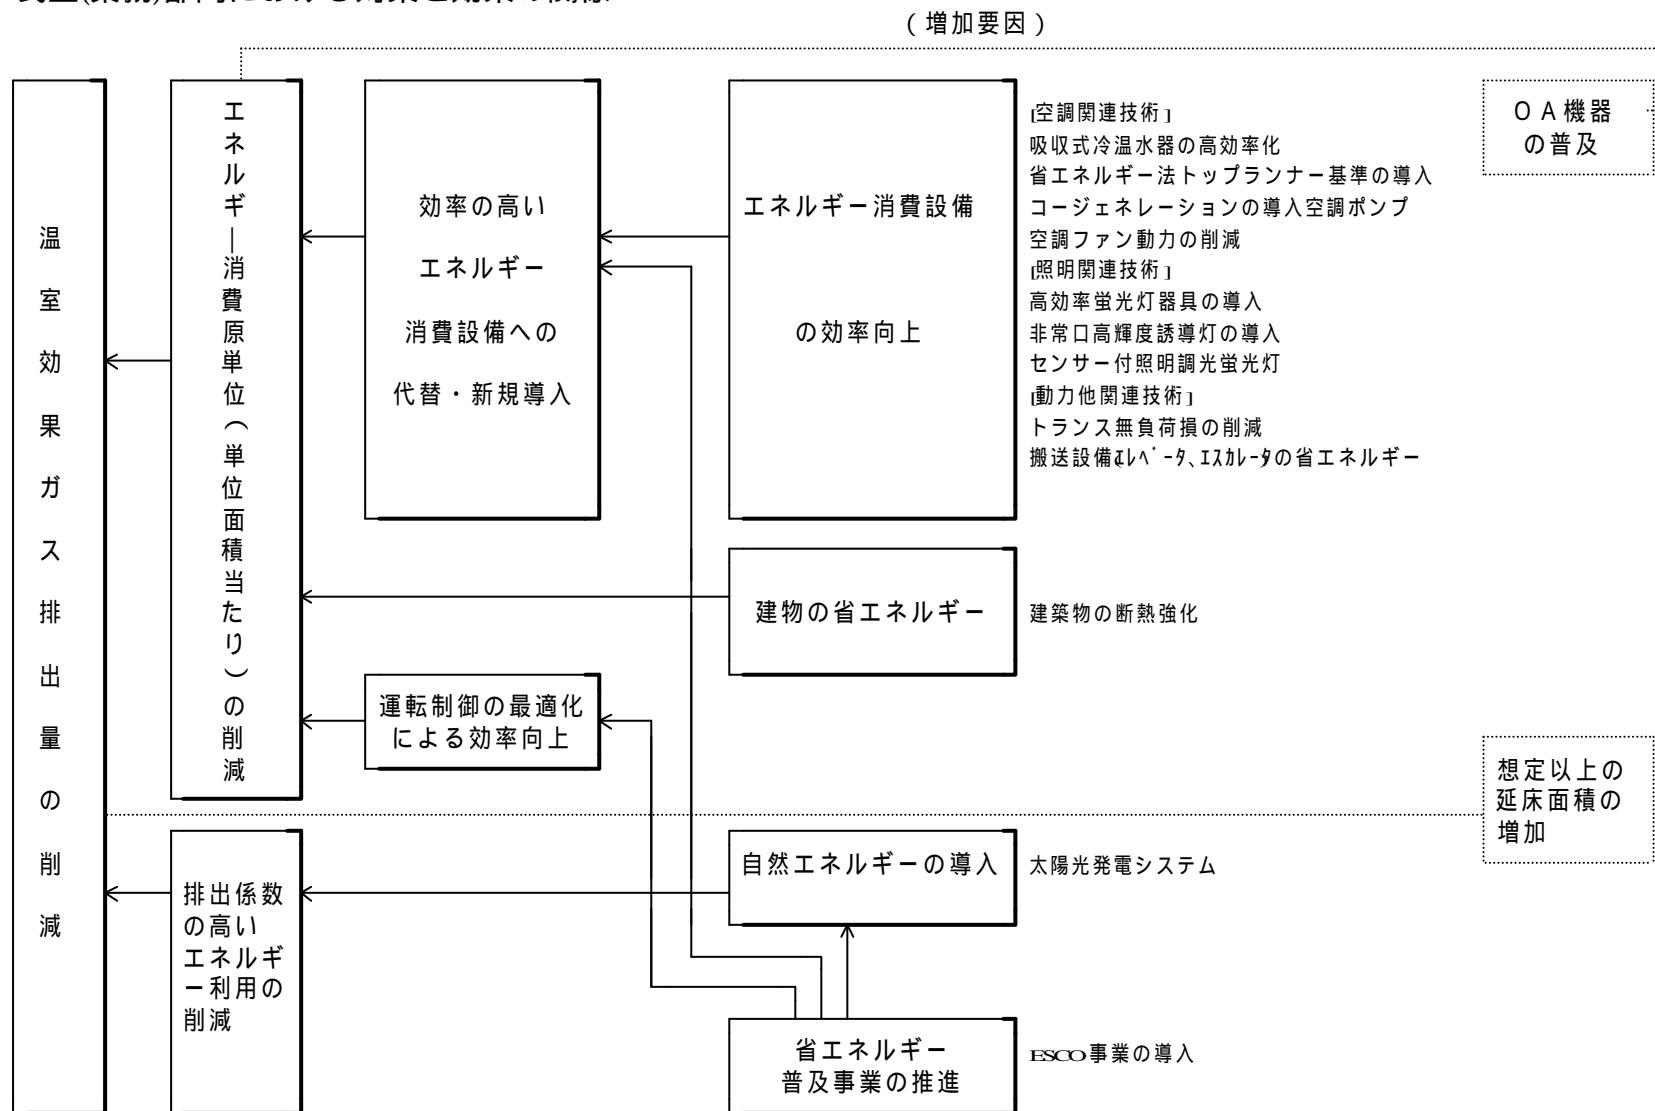 (増加要因)
温室効果ガス排出量の削減
エネルギー消費原単位(単位面積当たり)の削減
効率の高い
エネルギー
消費設備への
代替・新規導入
エネルギー消費設備
の効率向上
[空調関連技術]
吸収式冷温水器の高効率化
省エネルギー法トップランナー基準の導入
コージェネレーションの導入空調ポンプ
空調ファン動力の削減
[照明関連技術]
高効率蛍光灯器具の導入
非常口高輝度誘導灯の導入
センサー付照明調光蛍光灯
[動力他関連技術]
トランス無負荷損の削減
搬送設備エレベータ、エスカレータの省エネルギー
OA機器
の普及
建物の省エネルギー
建築物の断熱強化
運転制御の最適化
による効率向上
想定以上の
延床面積の
増加
排出係数
の高い
エネルギ
ー利用の
削減
自然エネルギーの導入
太陽光発電システム
省エネルギー
普及事業の推進
ESCO事業の導入